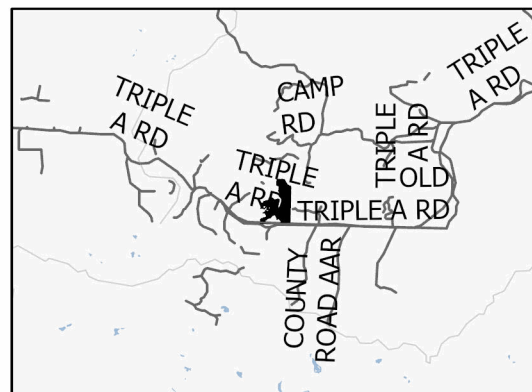 TRIPLE
A RD
TRIPLE
A RD
CAMP
RD
TRIPLE
A RD
OLD
TRIPLE
A RD
TRIPLE A RD
COUNTY
ROAD AAR